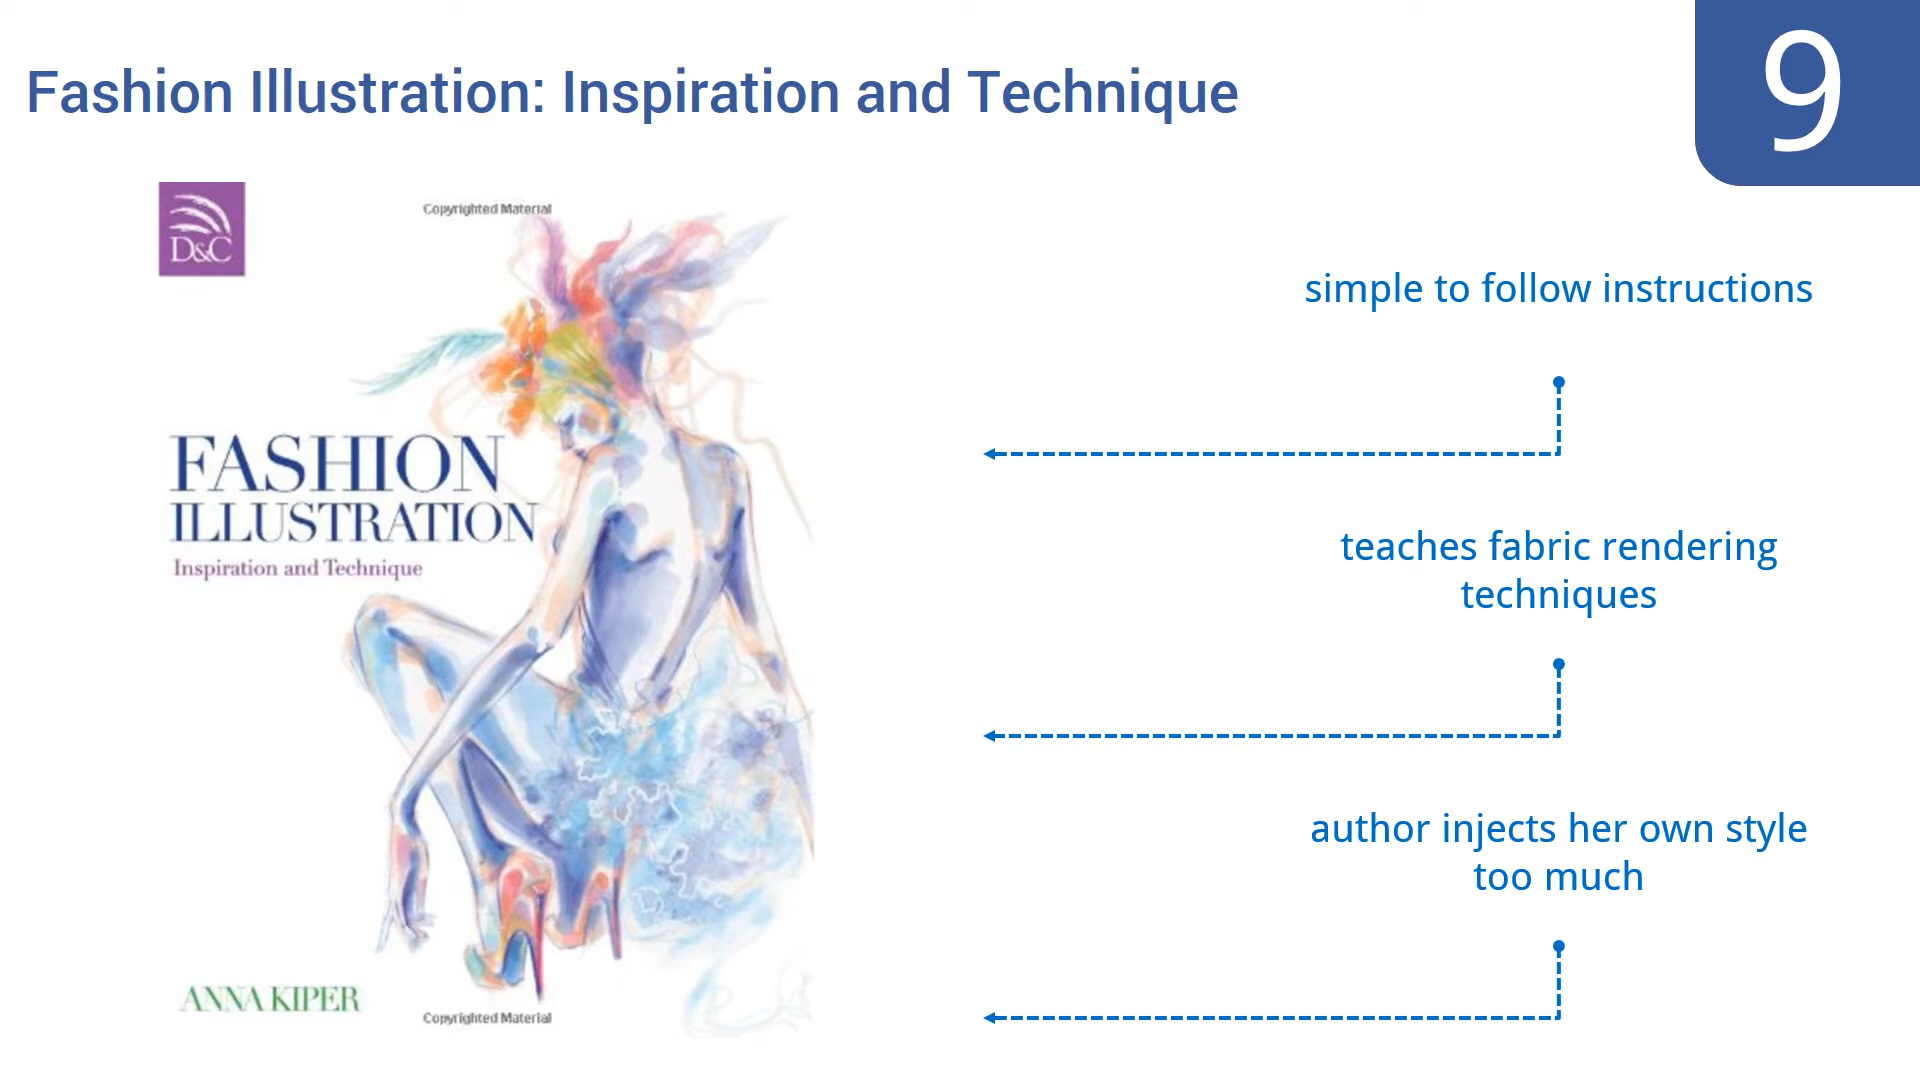 Fashion Illustration: Inspiration and Technique
9
D&C
Copyrighted Material
FASHION
ILLUSTRATION
Inspiration and Technique
ANNA KIPER
Copyrighted Material
simple to follow instructions
teaches fabric rendering
techniques
author injects her own style
too much